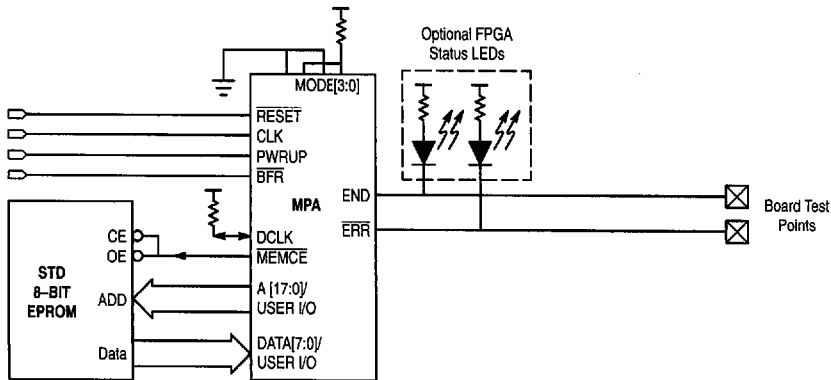 Optional FPGA
Status LEDs
MODE[3:0]
RESET
CLK
PWRUP
BFR
MPA
END
Board Test
Points
ERR
DCLK
MEMCE
CE
OE
STD
8–BIT
EPROM
ADD
A [17:0]/
USER I/O
Data
DATA[7:0]/
USER I/O